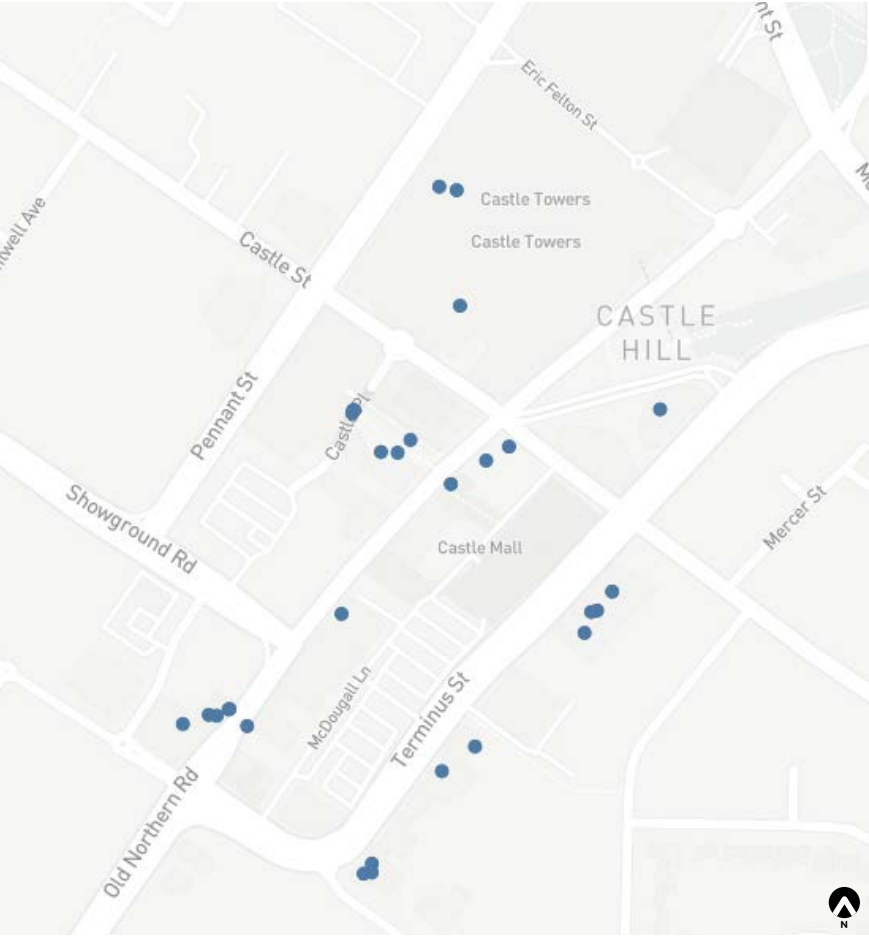 nt St
Eric Felton St
Castle Towers
Castle Towers
Castle St
CASTLE
HILL
Pennant St
Castle Pl
Showground Rd
Mercer St
Castle Mall
McDougall Ln
Terminus St
Old Northern Rd
N